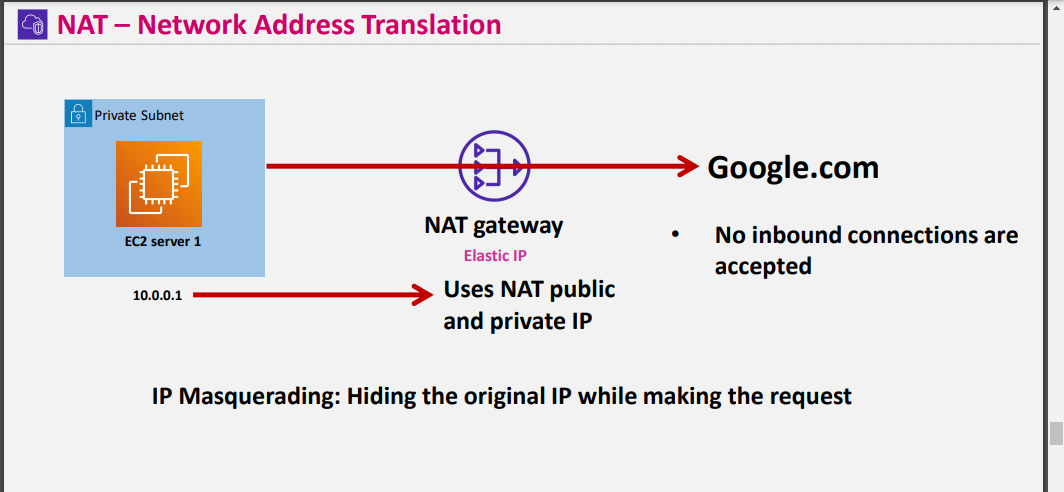 NAT – Network Address Translation
Private Subnet
EC2 server 1
10.0.0.1
NAT gateway
Elastic IP
Uses NAT public
and private IP
Google.com
• No inbound connections are
accepted
IP Masquerading: Hiding the original IP while making the request